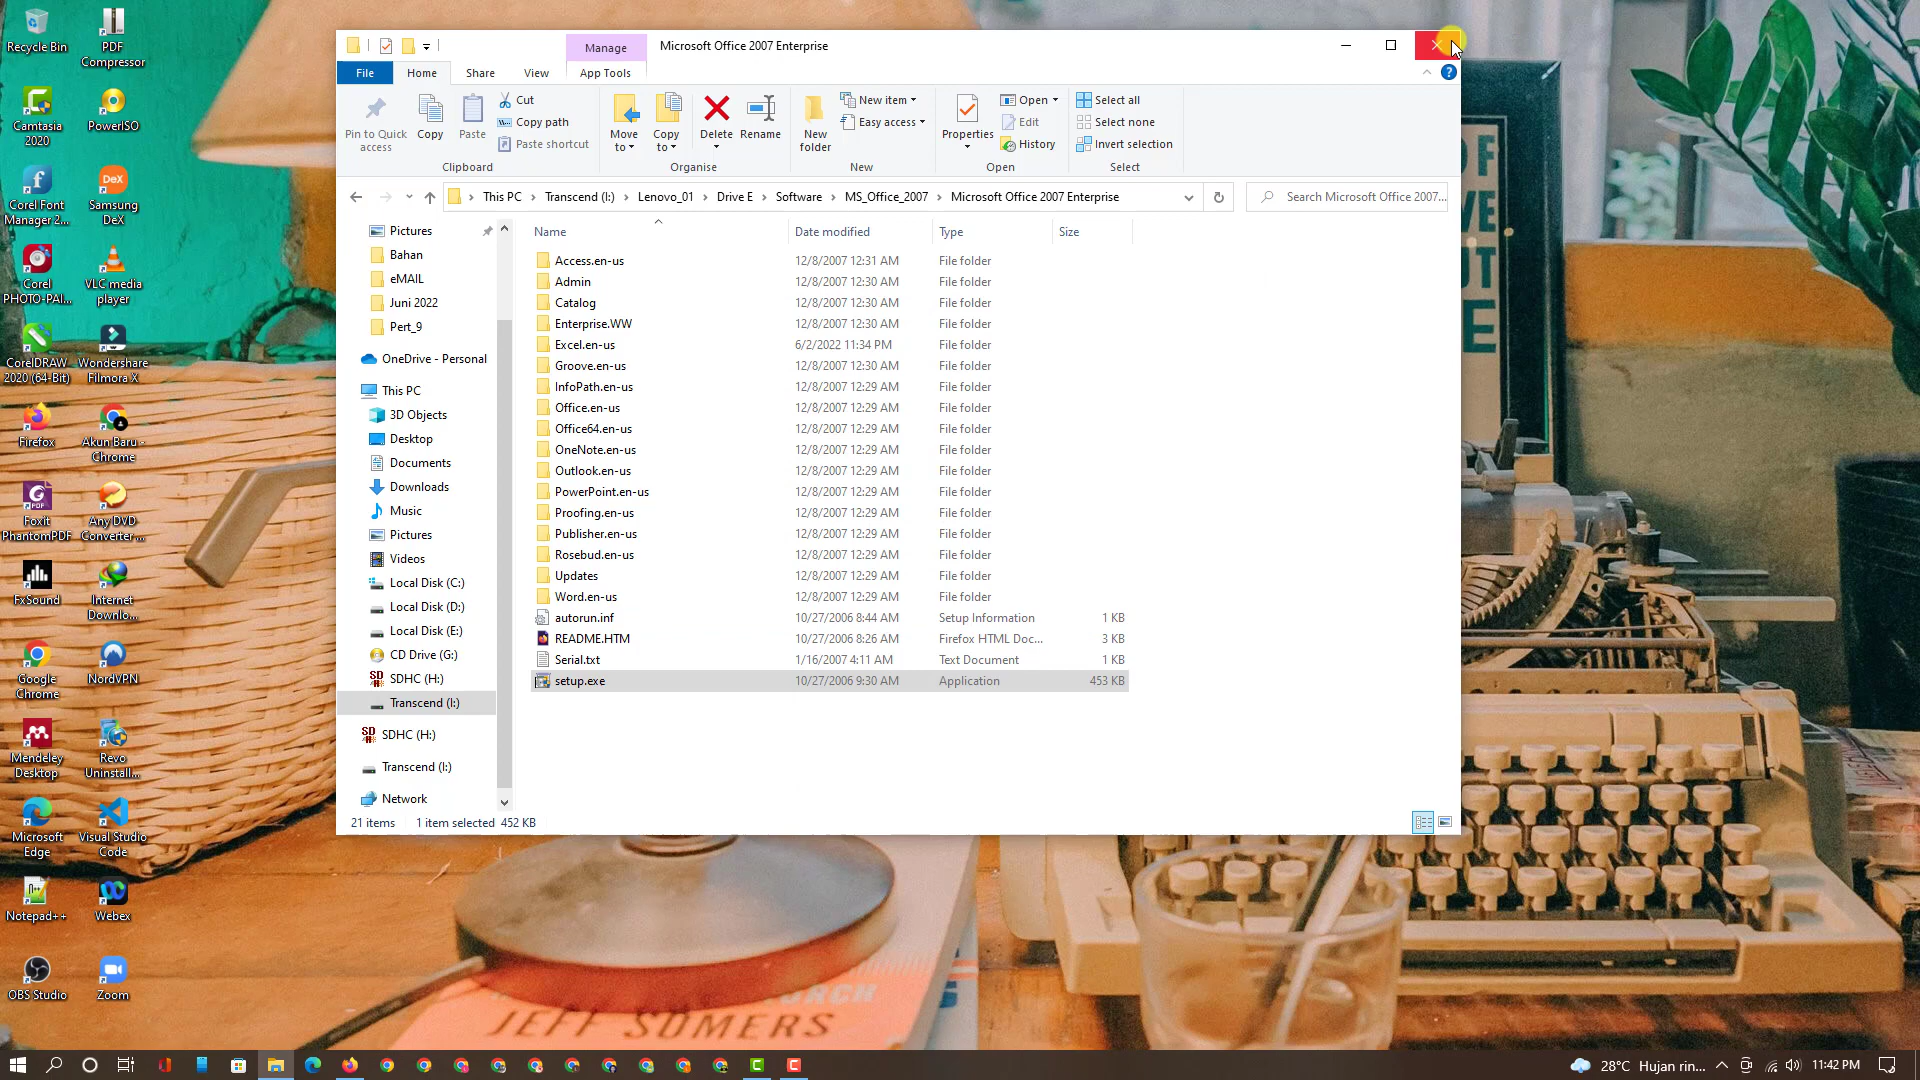 Recycle Bin
PDF
Compressor
Camtasia
2020
PowerISO
Corel Font
Manager 2...
Samsung
DeX
Corel
PHOTO-PAI...
VLC media
player
CorelDRAW
2020 (64-Bit)
Wondershare
Filmora X
Firefox
Akun Baru -
Chrome
Foxit
PhantomPDF
Any DVD
Converter ...
FxSound
Internet
Downlo...
Google
Chrome
NordVPN
Mendeley
Desktop
Revo
Uninstall...
Microsoft
Edge
Visual Studio
Code
Notepad++
Webex
OBS Studio
Zoom
Manage
Microsoft Office 2007 Enterprise
File
Home
Share
View
App Tools
Pin to Quick
access
Copy
Paste
Cut
Copy path
Paste shortcut
Clipboard
Move
to
Copy
to
Delete
Rename
Organise
New
folder
New item
Easy access
New
Properties
Open
Edit
History
Open
Select all
Select none
Invert selection
Select
This PC > Transcend (I:) > Lenovo_01 > Drive E > Software > MS_Office_2007 > Microsoft Office 2007 Enterprise
Search Microsoft Office 2007...
Pictures
Bahan
eMAIL
Juni 2022
Pert_9
OneDrive - Personal
This PC
3D Objects
Desktop
Documents
Downloads
Music
Pictures
Videos
Local Disk (C:)
Local Disk (D:)
Local Disk (E:)
CD Drive (G:)
SDHC (H:)
Transcend (I:)
SDHC (H:)
Transcend (I:)
Network
Name Date modified Type Size
Access.en-us 12/8/2007 12:31 AM File folder
Admin 12/8/2007 12:30 AM File folder
Catalog 12/8/2007 12:30 AM File folder
Enterprise.WW 12/8/2007 12:30 AM File folder
Excel.en-us 6/2/2022 11:34 PM File folder
Groove.en-us 12/8/2007 12:30 AM File folder
InfoPath.en-us 12/8/2007 12:29 AM File folder
Office.en-us 12/8/2007 12:29 AM File folder
Office64.en-us 12/8/2007 12:29 AM File folder
OneNote.en-us 12/8/2007 12:29 AM File folder
Outlook.en-us 12/8/2007 12:29 AM File folder
PowerPoint.en-us 12/8/2007 12:29 AM File folder
Proofing.en-us 12/8/2007 12:29 AM File folder
Publisher.en-us 12/8/2007 12:29 AM File folder
Rosebud.en-us 12/8/2007 12:29 AM File folder
Updates 12/8/2007 12:29 AM File folder
Word.en-us 12/8/2007 12:29 AM File folder
autorun.inf 10/27/2006 8:44 AM Setup Information 1 KB
README.HTM 10/27/2006 8:26 AM Firefox HTML Doc... 3 KB
Serial.txt 1/16/2007 4:11 AM Text Document 1 KB
setup.exe 10/27/2006 9:30 AM Application 453 KB
21 items 1 item selected 452 KB
JEFF SOMERS
28°C Hujan rin...
11:42 PM